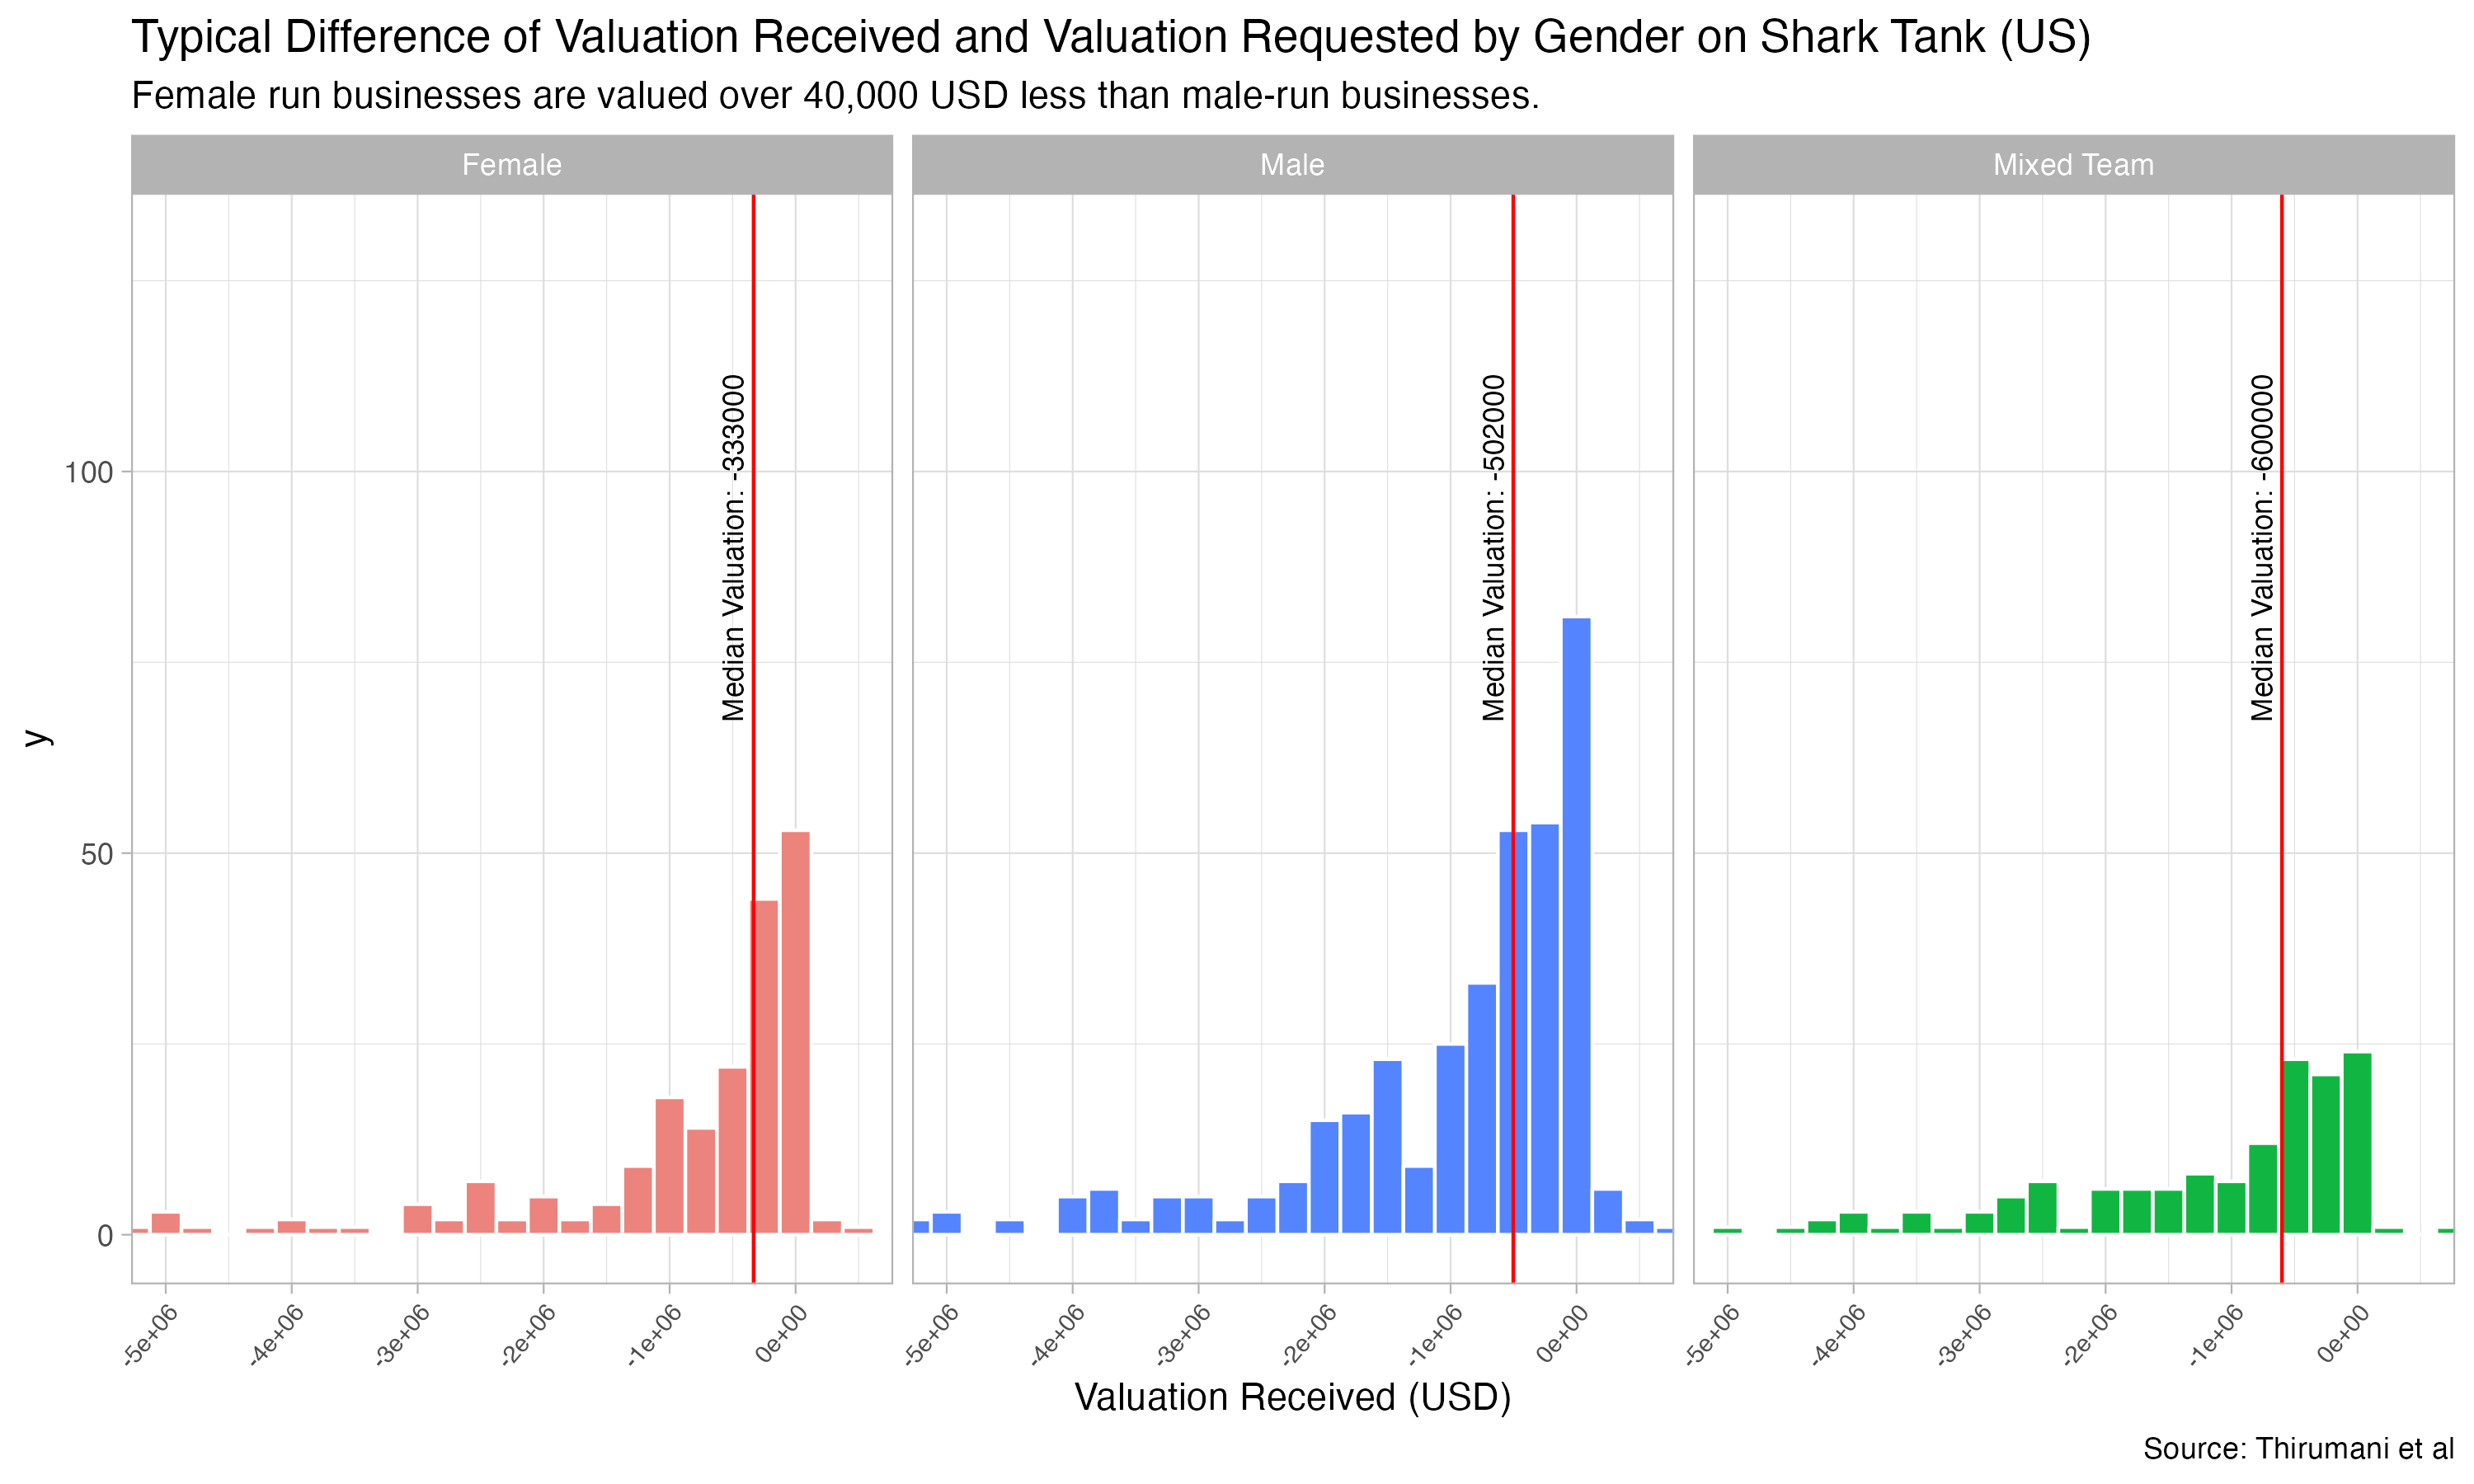 Typical Difference of Valuation Received and Valuation Requested by Gender on Shark Tank (US)
Female run businesses are valued over 40,000 USD less than male-run businesses.
Female
Male
Mixed Team
Median Valuation: -333000
Median Valuation: -502000
Median Valuation: -600000
y
100
50
0
-5e+06
-4e+06
-3e+06
-2e+06
-1e+06
0e+00
-5e+06
-4e+06
-3e+06
-2e+06
-1e+06
0e+00
-5e+06
-4e+06
-3e+06
-2e+06
-1e+06
0e+00
Valuation Received (USD)
Source: Thirumani et al